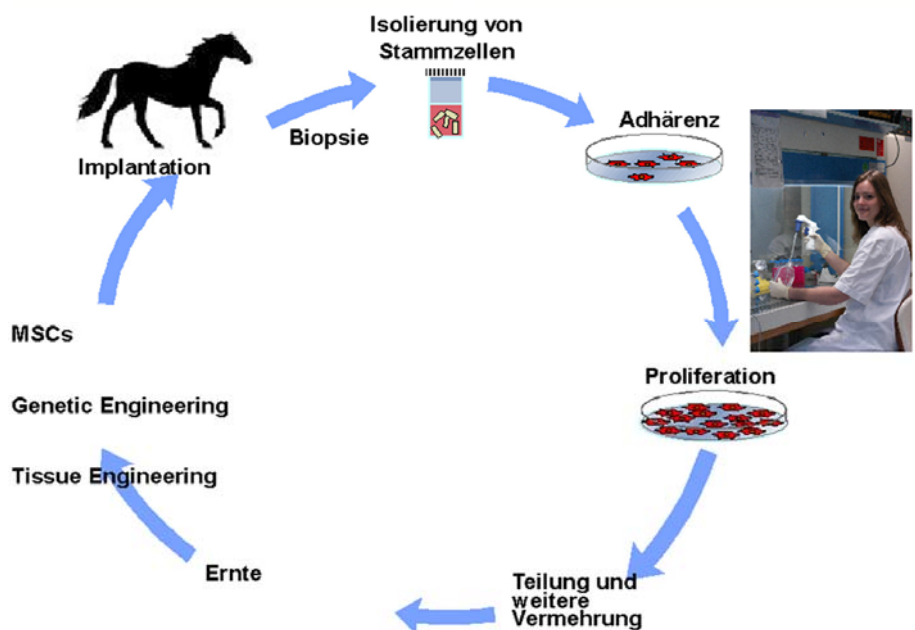 Isolierung von
Stammzellen
Biopsie
Adhärenz
Implantation
MSCs
Proliferation
Genetic Engineering
Tissue Engineering
Ernte
Teilung und
weitere
Vermehrung